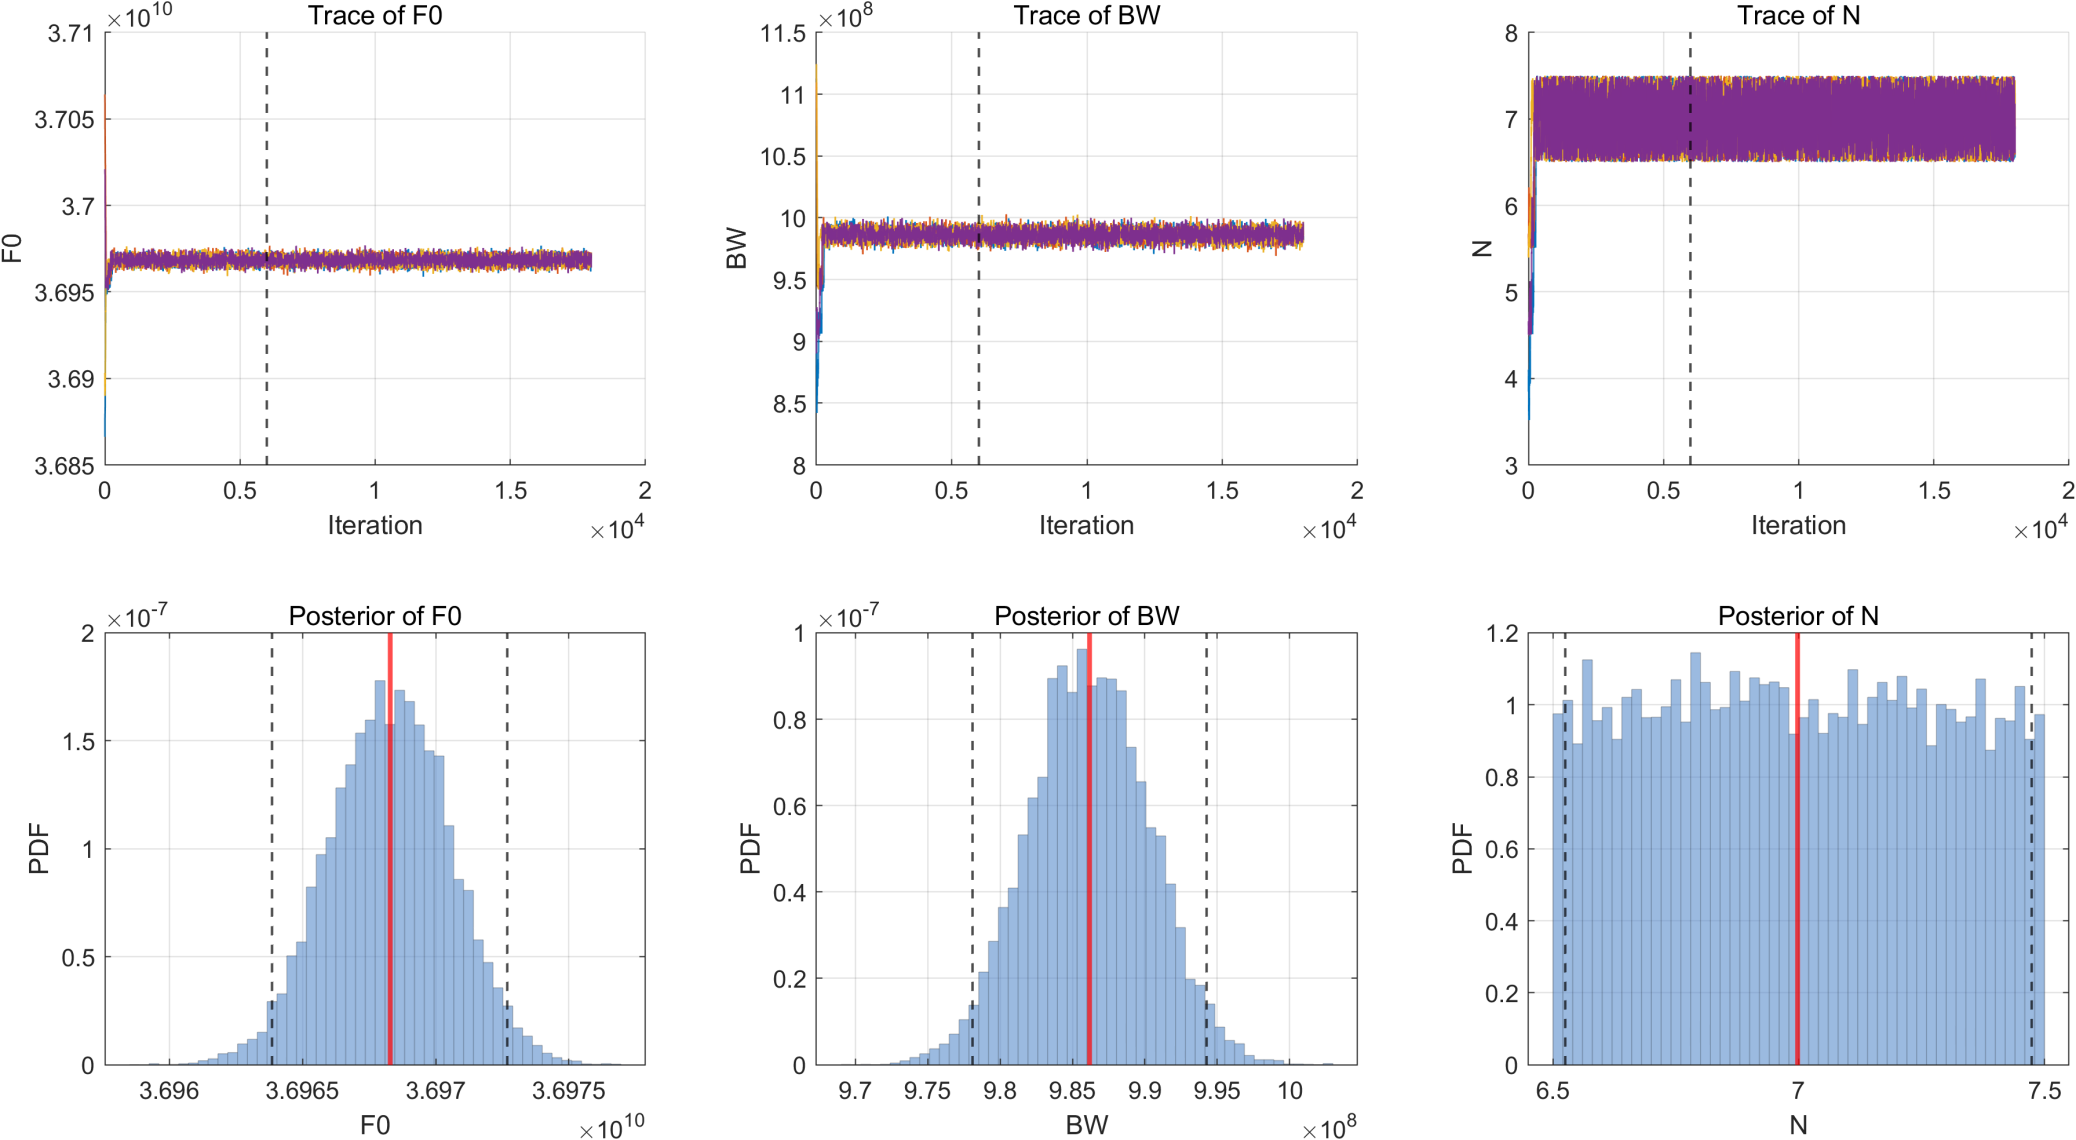 Trace of F0
×10^10
3.71
3.705
3.7
3.695
3.69
3.685
F0
0 0.5 1 1.5 2
Iteration
×10^4
Trace of BW
×10^8
11.5
11
10.5
10
9.5
9
8.5
8
BW
0 0.5 1 1.5 2
Iteration
×10^4
Trace of N
8
7
6
5
4
3
N
0 0.5 1 1.5 2
Iteration
×10^4
Posterior of F0
×10^-7
2
1.5
1
0.5
0
PDF
3.696 3.6965 3.697 3.6975
F0
×10^10
Posterior of BW
×10^-7
1
0.8
0.6
0.4
0.2
0
PDF
9.7 9.75 9.8 9.85 9.9 9.95 10
BW
×10^8
Posterior of N
1.2
1
0.8
0.6
0.4
0.2
0
PDF
6.5 7 7.5
N